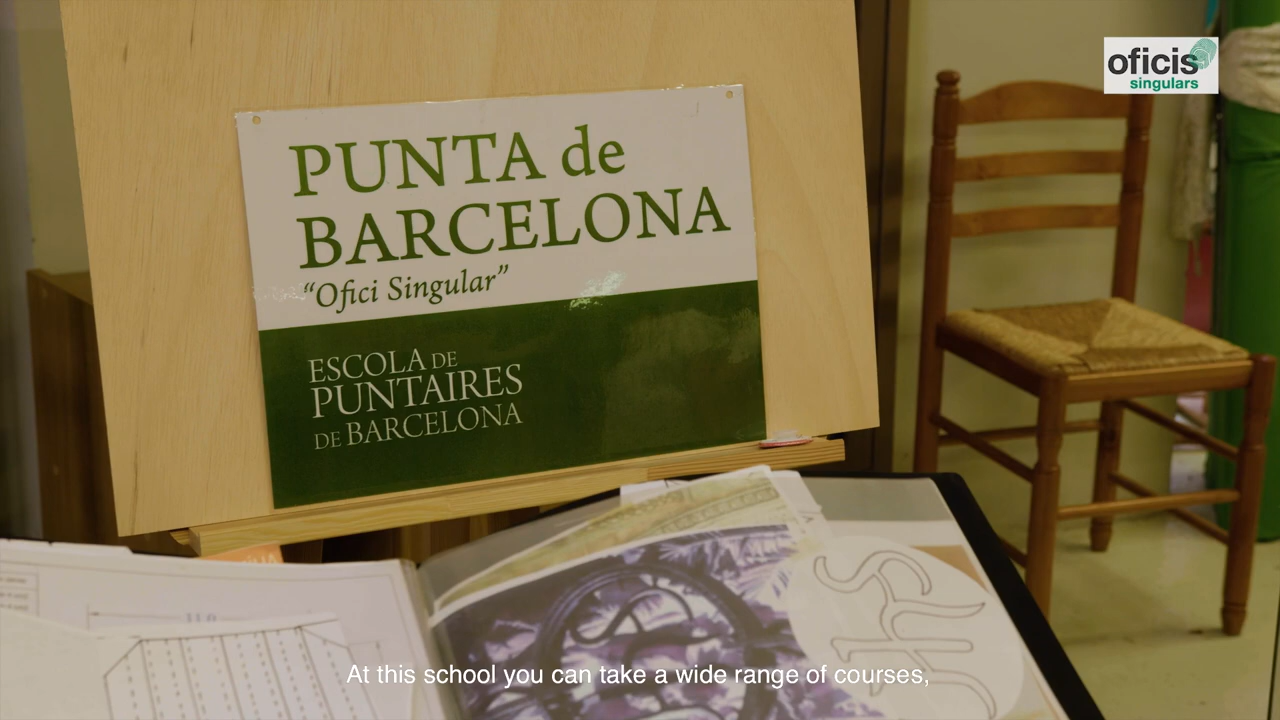 oficis
singulars
PUNTA de
BARCELONA
“Ofici Singular”
ESCOLA DE
PUNTAIRES
DE BARCELONA
At this school you can take a wide range of courses,